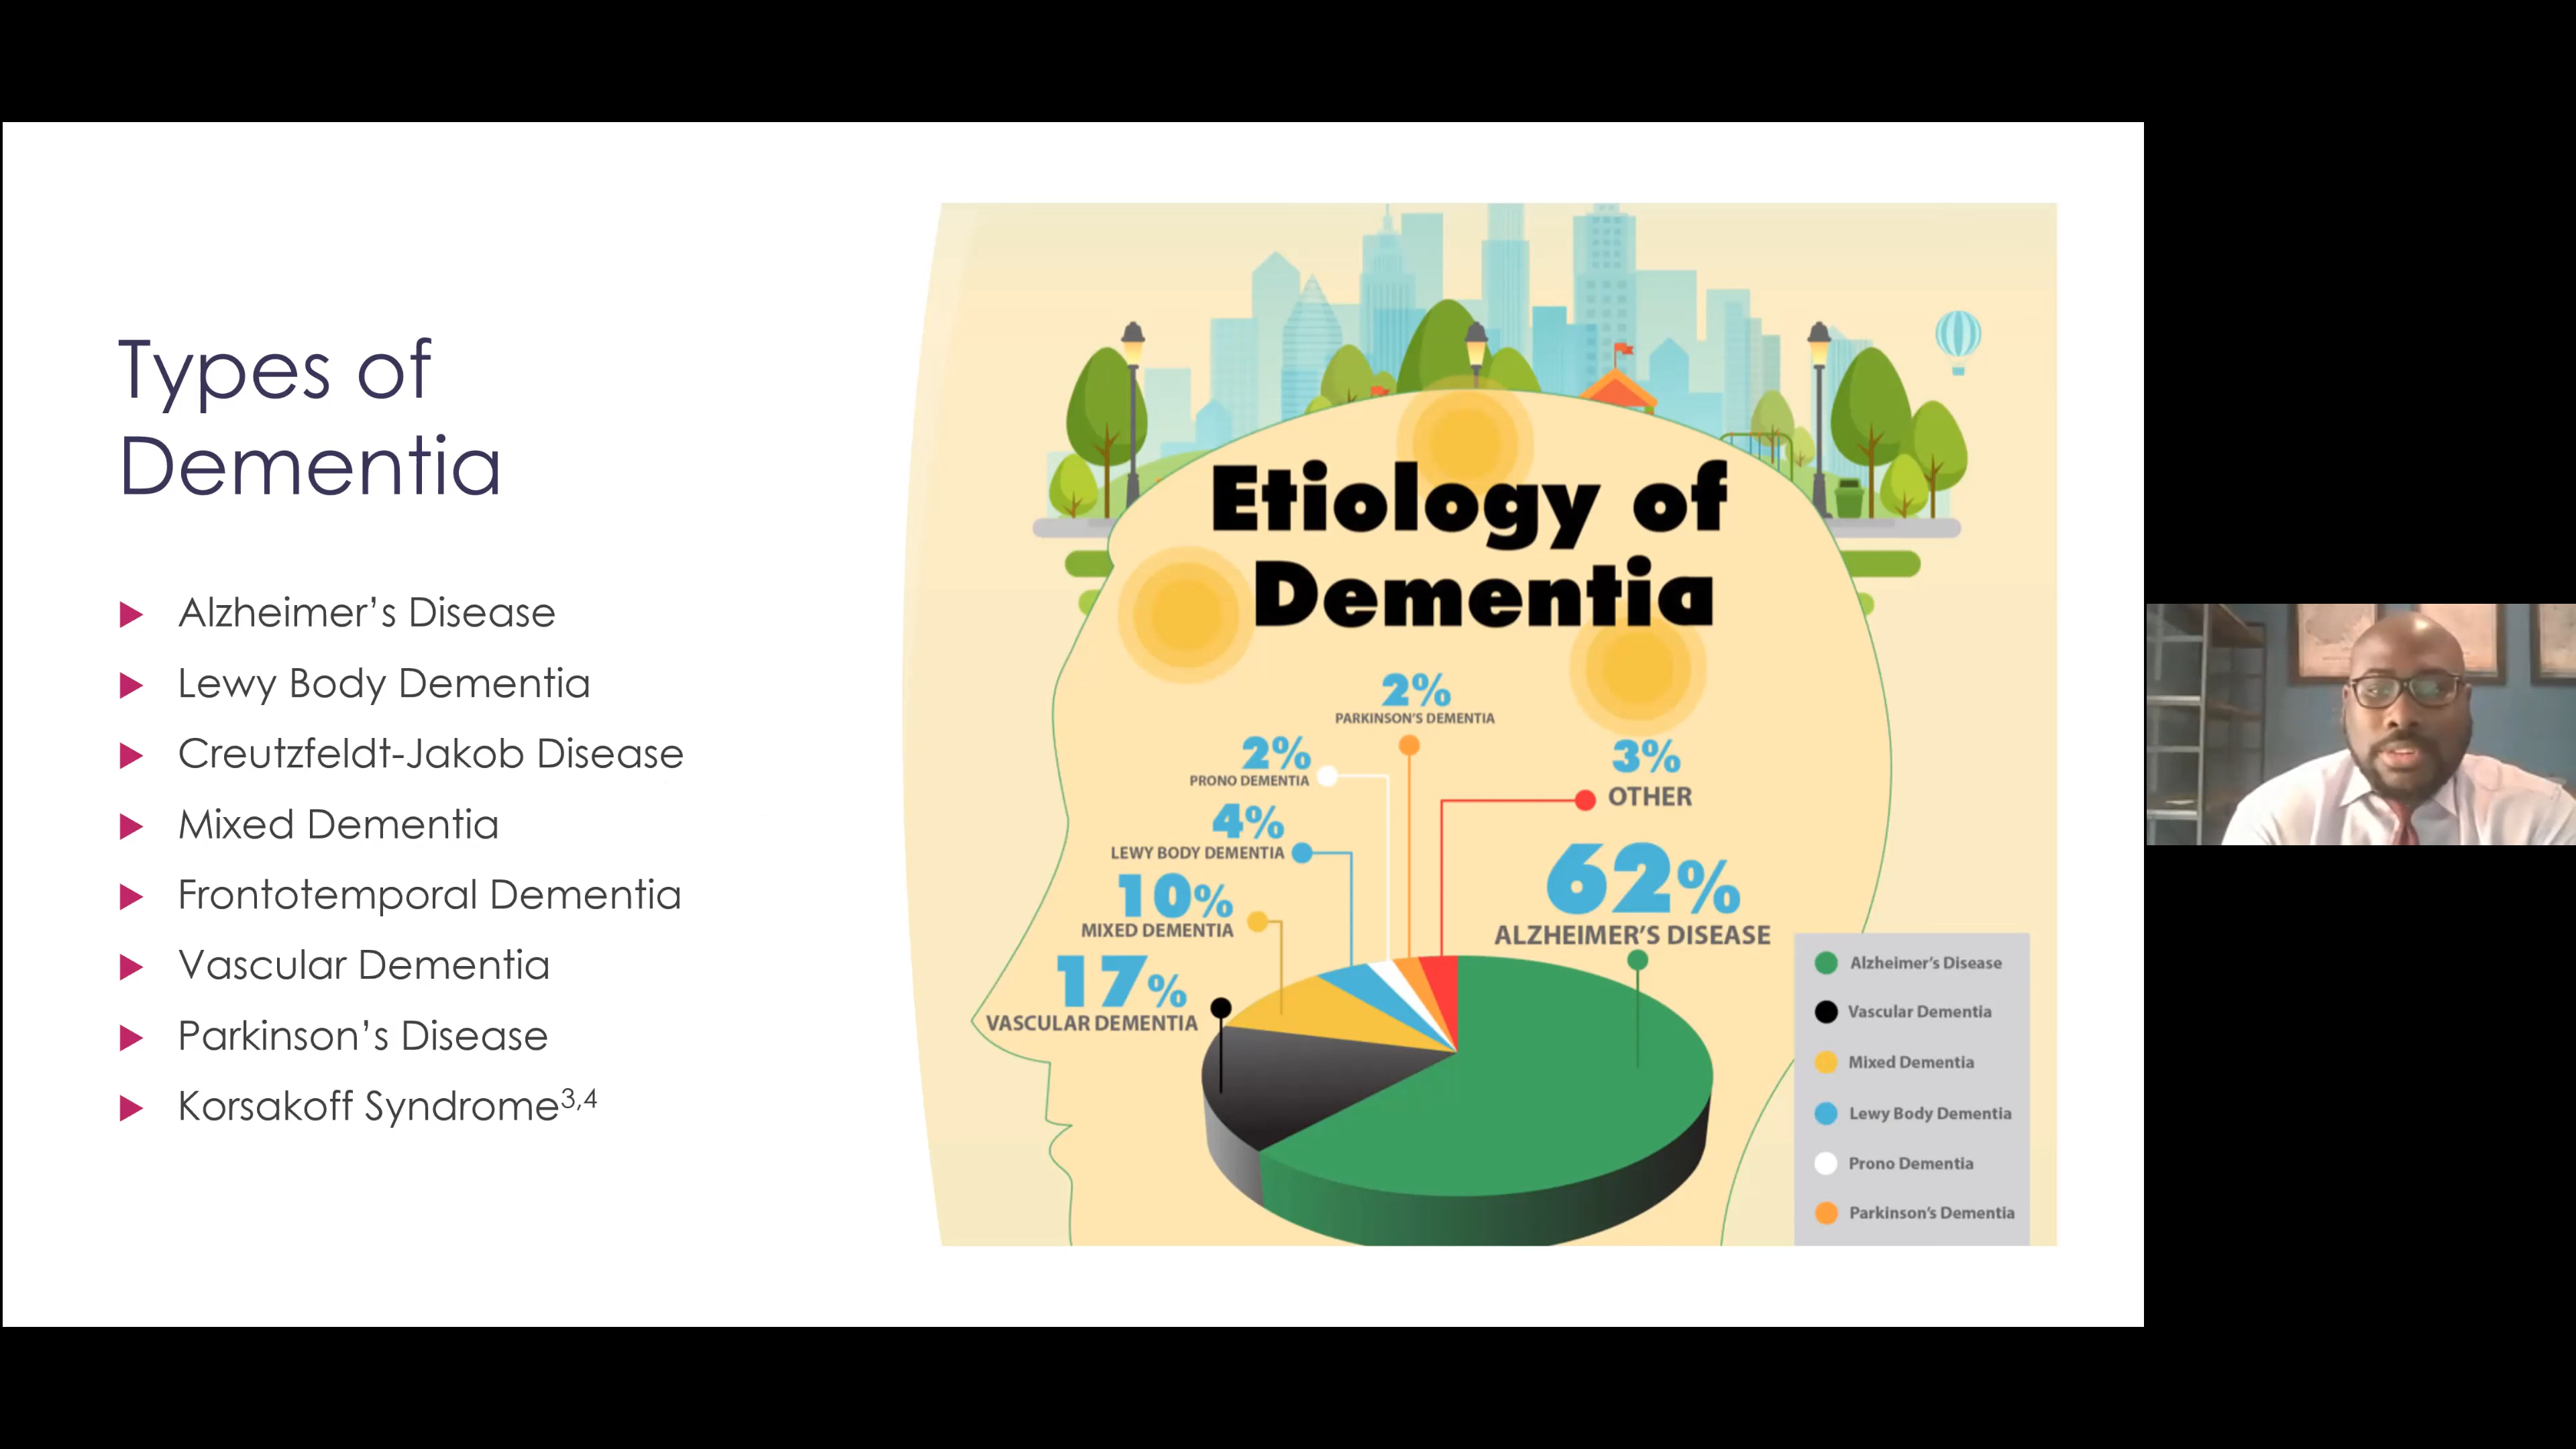 Types of
Dementia
Alzheimer’s Disease
Lewy Body Dementia
Creutzfeldt-Jakob Disease
Mixed Dementia
Frontotemporal Dementia
Vascular Dementia
Parkinson’s Disease
Korsakoff Syndrome3,4
Etiology of
Dementia
2%
PARKINSON'S DEMENTIA
2%
PRONO DEMENTIA
3%
OTHER
4%
LEWY BODY DEMENTIA
10%
MIXED DEMENTIA
62%
ALZHEIMER'S DISEASE
17%
VASCULAR DEMENTIA
Alzheimer's Disease
Vascular Dementia
Mixed Dementia
Lewy Body Dementia
Prono Dementia
Parkinson's Dementia